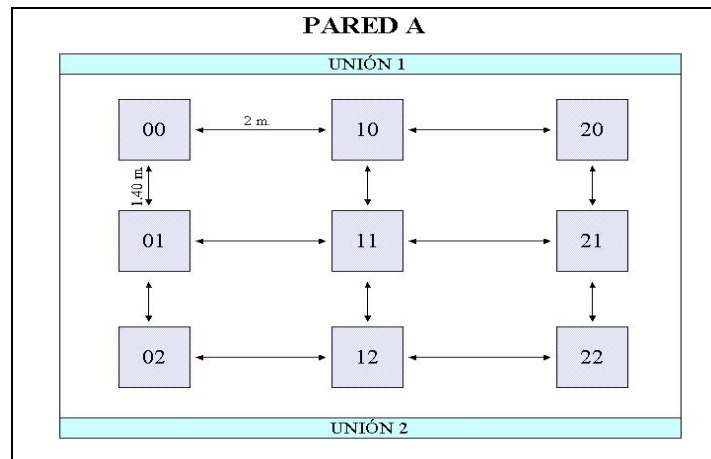 PARED A
UNIÓN 1
00 2 m. 10 20
1.40 m.
01 11 21
02 12 22
UNIÓN 2